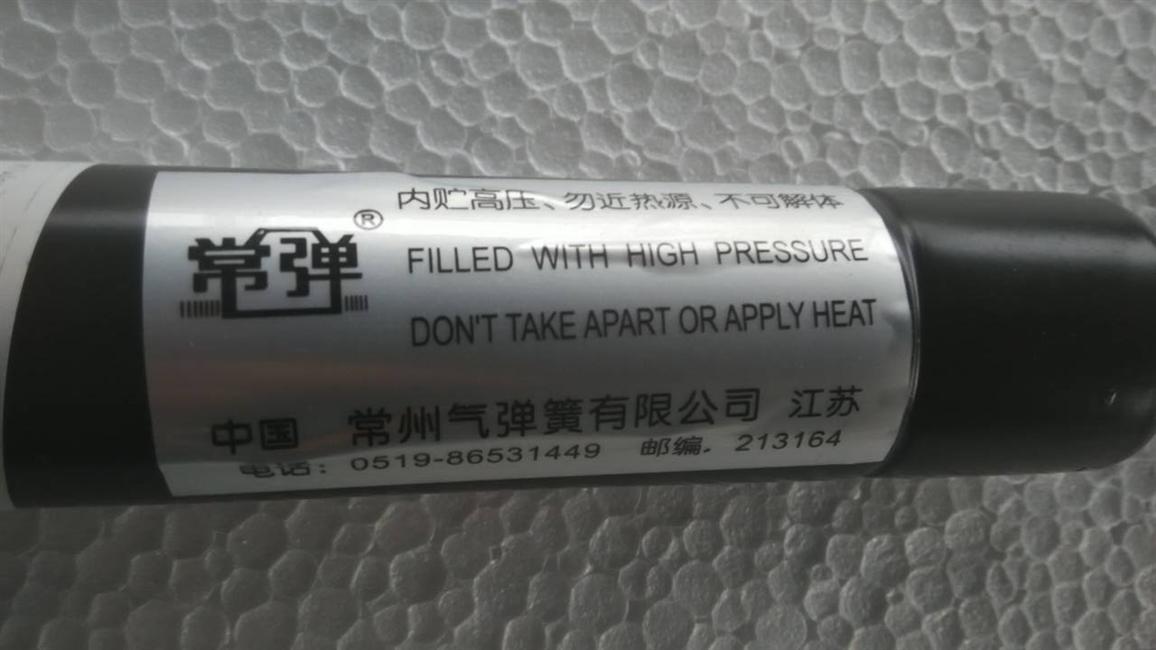 内贮高压、勿近热源、不可解体
常弹®
FILLED WITH HIGH PRESSURE
DON'T TAKE APART OR APPLY HEAT
中国 常州气弹簧有限公司 江苏
电话: 0519-86531449 邮编. 213164